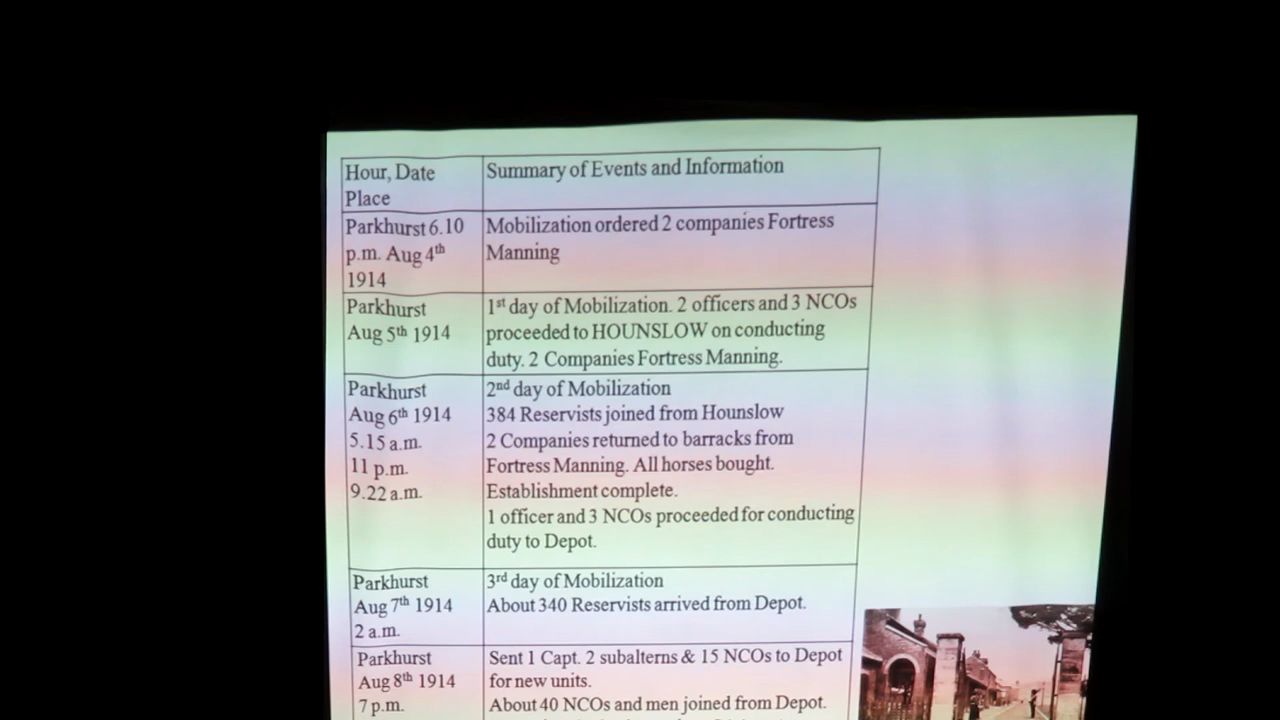 Hour, Date
Place
Summary of Events and Information
Parkhurst 6.10
p.m. Aug 4th
1914
Mobilization ordered 2 companies Fortress
Manning
Parkhurst
Aug 5th 1914
1st day of Mobilization. 2 officers and 3 NCOs
proceeded to HOUNSLOW on conducting
duty. 2 Companies Fortress Manning.
Parkhurst
Aug 6th 1914
5.15 a.m.
11 p.m.
9.22 a.m.
2nd day of Mobilization
384 Reservists joined from Hounslow
2 Companies returned to barracks from
Fortress Manning. All horses bought.
Establishment complete.
1 officer and 3 NCOs proceeded for conducting
duty to Depot.
Parkhurst
Aug 7th 1914
2 a.m.
3rd day of Mobilization
About 340 Reservists arrived from Depot.
Parkhurst
Aug 8th 1914
7 p.m.
Sent 1 Capt. 2 subalterns & 15 NCOs to Depot
for new units.
About 40 NCOs and men joined from Depot.